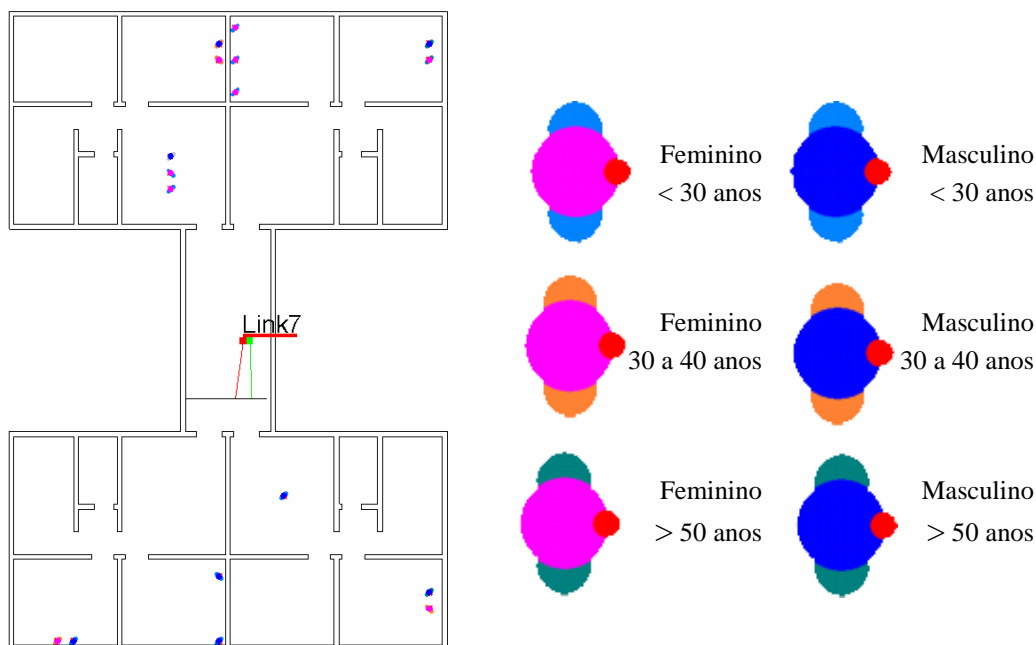 Link7
Feminino
< 30 anos
Masculino
< 30 anos
Feminino
30 a 40 anos
Masculino
30 a 40 anos
Feminino
> 50 anos
Masculino
> 50 anos